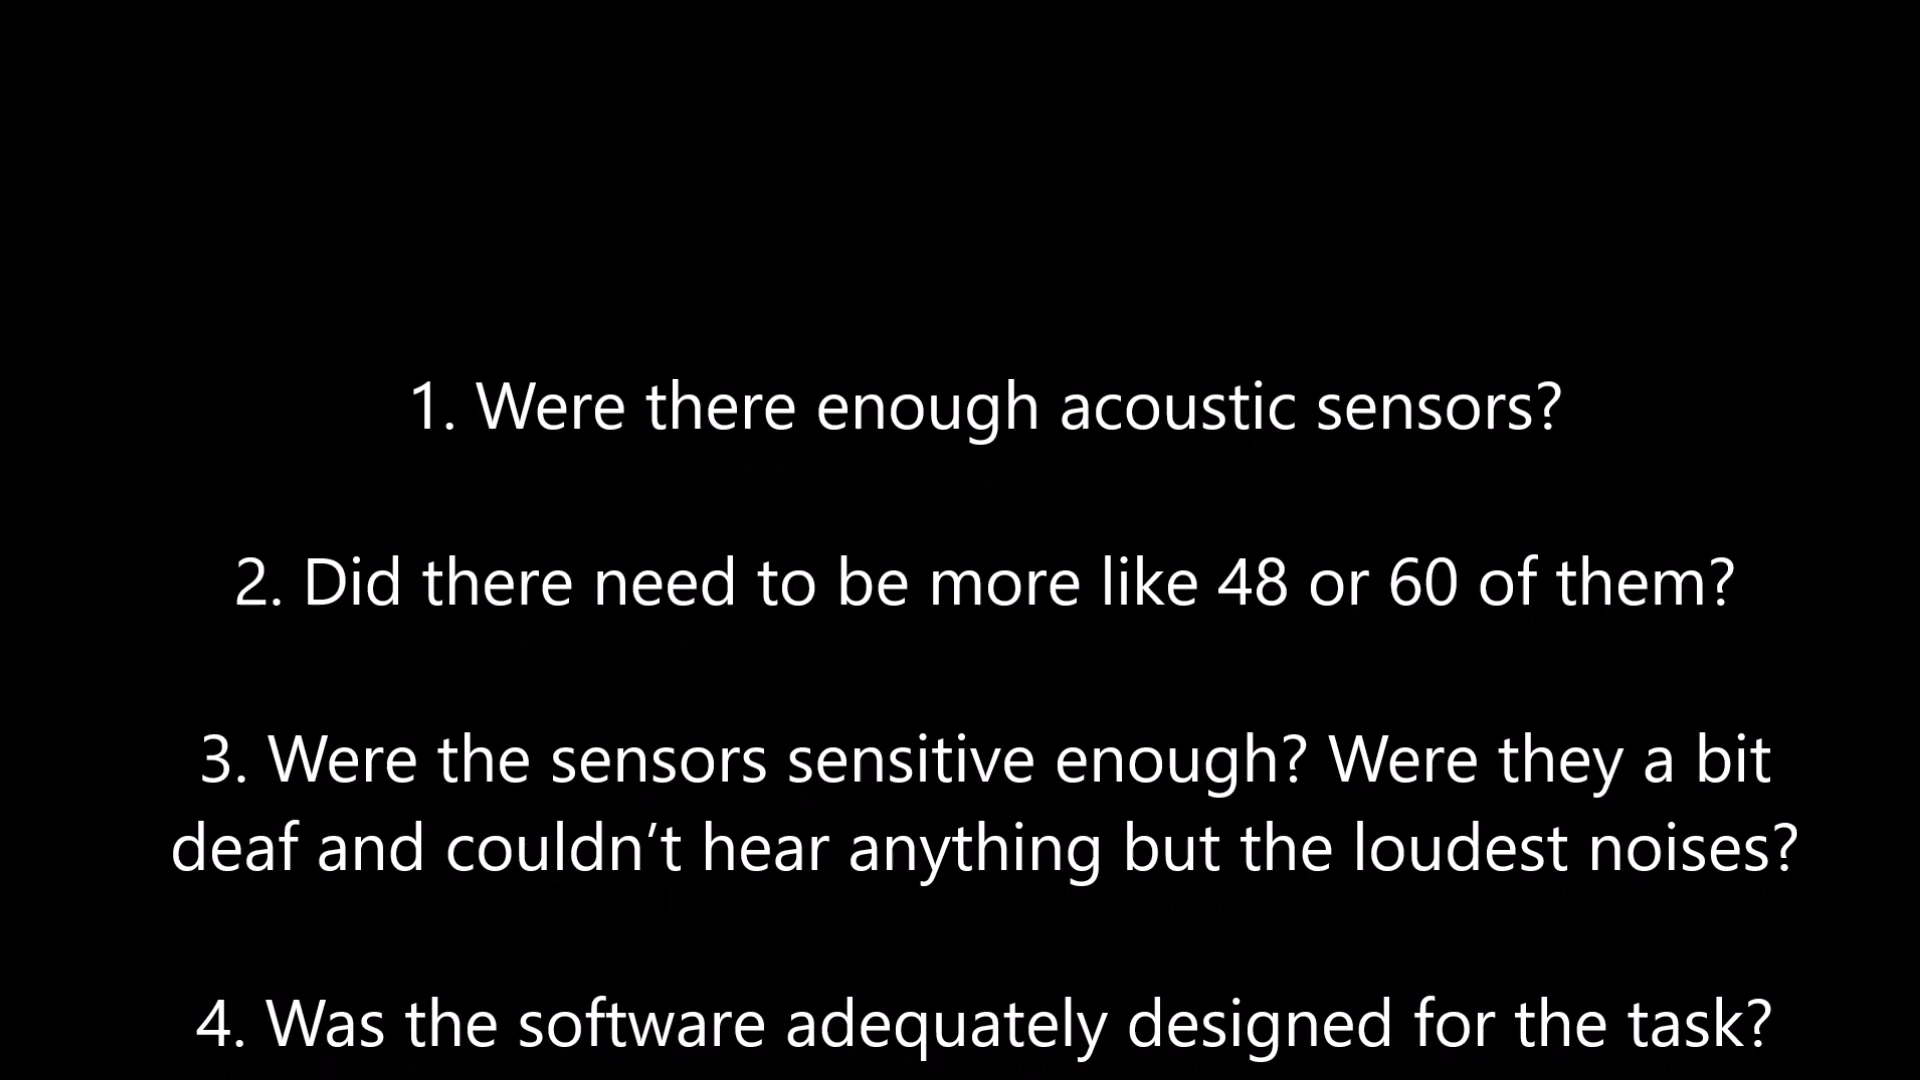 1. Were there enough acoustic sensors?
2. Did there need to be more like 48 or 60 of them?
3. Were the sensors sensitive enough? Were they a bit
deaf and couldn’t hear anything but the loudest noises?
4. Was the software adequately designed for the task?